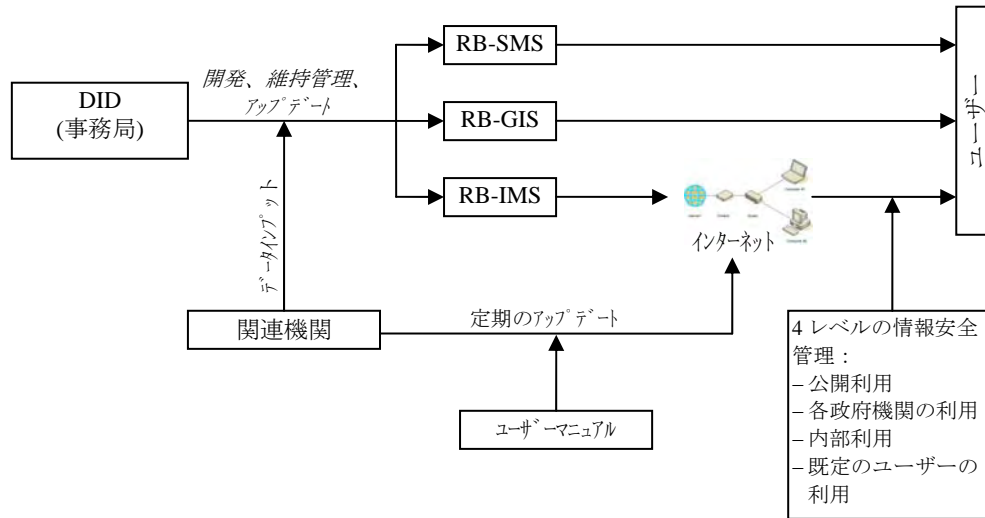 DID
(事務局)
開発、維持管理、
アップデート
RB-SMS
RB-GIS
RB-IMS
インターネット
ユーザー
データインプット
関連機関
定期のアップデート
ユーザーマニュアル
4 レベルの情報安全
管理：
– 公開利用
– 各政府機関の利用
– 内部利用
– 既定のユーザーの
利用